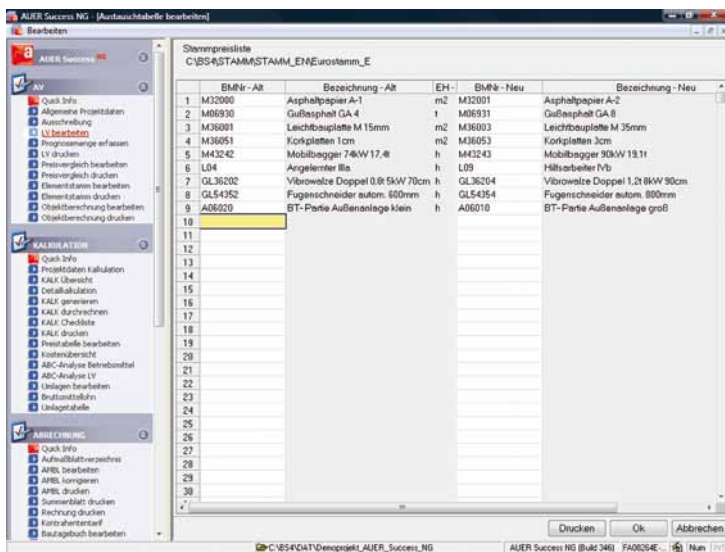 AUER Success NG - [Austauschtabelle bearbeiten]
Bearbeiten
AUER Success NG
AV
Quick Info
Allgemeine Projektdaten
Ausschreibung
LV bearbeiten
Prognosemenge erfassen
LV drucken
Preisvergleich bearbeiten
Preisvergleich drucken
Elementstamm bearbeiten
Elementstamm drucken
Objektberechnung bearbeiten
Objektberechnung drucken
KALKULATION
Quick Info
Projektdaten Kalkulation
KALK Übersicht
Detailkalkulation
KALK generieren
KALK durchrechnen
KALK Checkliste
KALK drucken
Preistabelle bearbeiten
Kostenübersicht
ABC-Analyse Betriebsmittel
ABC-Analyse LV
Umlagen bearbeiten
Bruttomittellohn
Umlagetabelle
ABRECHNUNG
Quick Info
Aufmaßblattverzeichnis
AMBL bearbeiten
AMBL korrigieren
AMBL drucken
Summenblatt drucken
Rechnung drucken
Kontrahententarif
Bautagebuch bearbeiten
Stammpreisliste
C:\BS4\STAMM\STAMM_EN\Eurostamm_E
BMNr - Alt Bezeichnung - Alt EH - BMNr - Neu Bezeichnung - Neu
1 M32000 Asphaltpapier A-1 m2 M32001 Asphaltpapier A-2
2 M06930 Gußasphalt GA 4 t M06931 Gußasphalt GA 8
3 M36001 Leichtbauplatte M 15mm m2 M36003 Leichtbauplatte M 35mm
4 M36051 Korkplatten 1cm m2 M36053 Korkplatten 3cm
5 M43242 Mobilbagger 74kW 17,4t h M43243 Mobilbagger 90kW 19,1t
6 L04 Angelernter IIIa h L09 Hilfsarbeiter IVb
7 GL36202 Vibrowalze Doppel 0,8t 5kW 70cm h GL36204 Vibrowalze Doppel 1,2t 8kW 90cm
8 GL54352 Fugenschneider autom. 600mm h GL54354 Fugenschneider autom. 800mm
9 A06020 BT- Partie Außenanlage klein h A06010 BT- Partie Außenanlage groß
10
11
12
13
14
15
16
17
18
19
20
21
22
23
24
25
26
27
28
29
30
Drucken Ok Abbrechen
C:\BS4\DAT\Demoprojekt_AUER_Success_NG AUER Success NG (Build 346) FA08264E-... Num